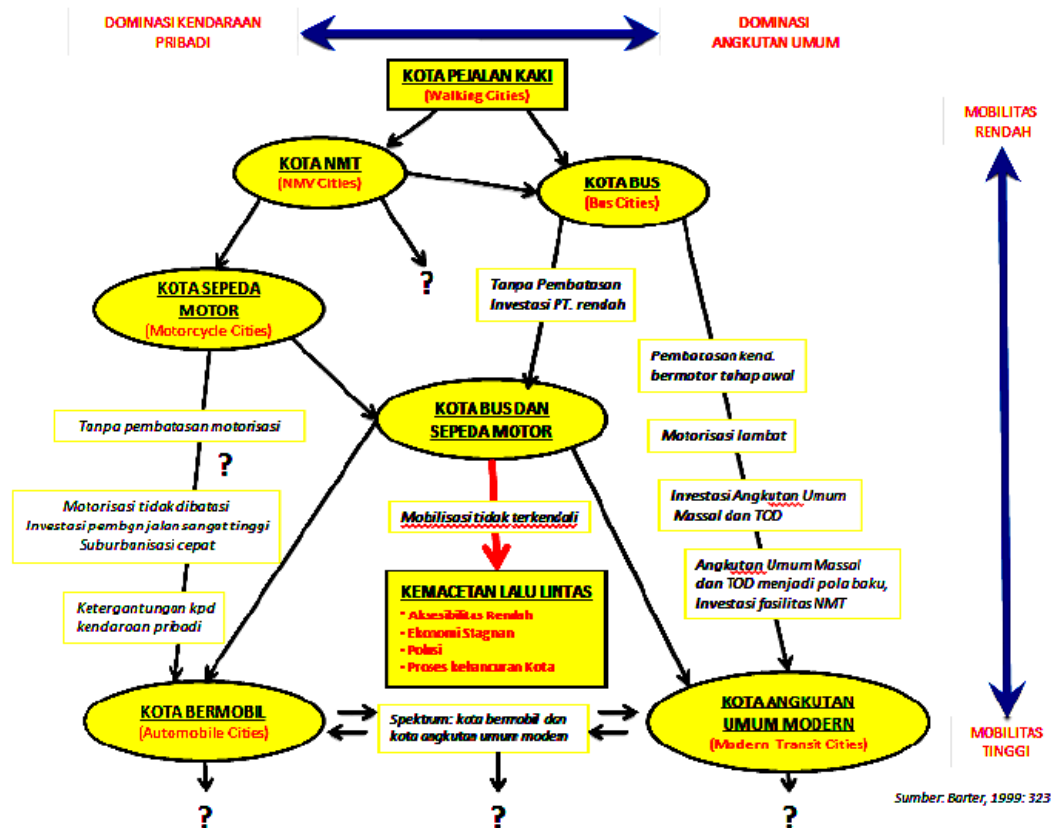 DOMINASI KENDARAAN
PRIBADI
DOMINASI
ANGKUTAN UMUM
KOTA PEJALAN KAKI
(Walking Cities)
MOBILITAS
RENDAH
KOTA NMT
(NMV Cities)
KOTA BUS
(Bus Cities)
?
KOTA SEPEDA
MOTOR
(Motorcycle Cities)
Tanpa Pembatasan
Investasi PT. rendah
Pembatasan kend.
bermotor tahap awal
KOTA BUS DAN
SEPEDA MOTOR
Tanpa pembatasan motorisasi
?
Motorisasi lambat
Motorisasi tidak dibatasi
Investasi pembgn jalan sangat tinggi
Suburbanisasi cepat
Mobilisasi tidak terkendali
Investasi Angkutan Umum
Massal dan TOD
Angkutan Umum Massal
dan TOD menjadi pola baku,
Investasi fasilitas NMT
KEMACETAN LALU LINTAS
- Aksesibilitas Rendah
- Ekonomi Stagnan
- Polusi
- Proses kehancuran Kota
Ketergantungan kpd
kendaraan pribadi
KOTA BERMOBIL
(Automobile Cities)
Spektrum: kota bermobil dan
kota angkutan umum modern
KOTA ANGKUTAN
UMUM MODERN
(Modern Transit Cities)
MOBILITAS
TINGGI
?
?
?
Sumber: Barter, 1999: 323